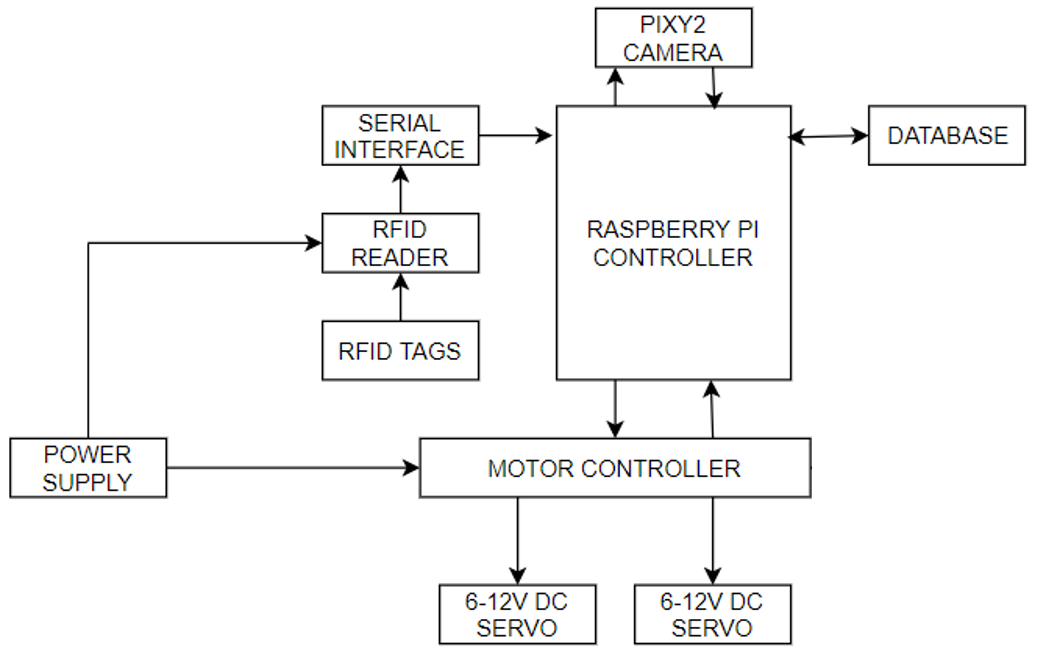 PIXY2
CAMERA
SERIAL
INTERFACE
DATABASE
RFID
READER
RASPBERRY PI
CONTROLLER
RFID TAGS
POWER
SUPPLY
MOTOR CONTROLLER
6-12V DC
SERVO
6-12V DC
SERVO